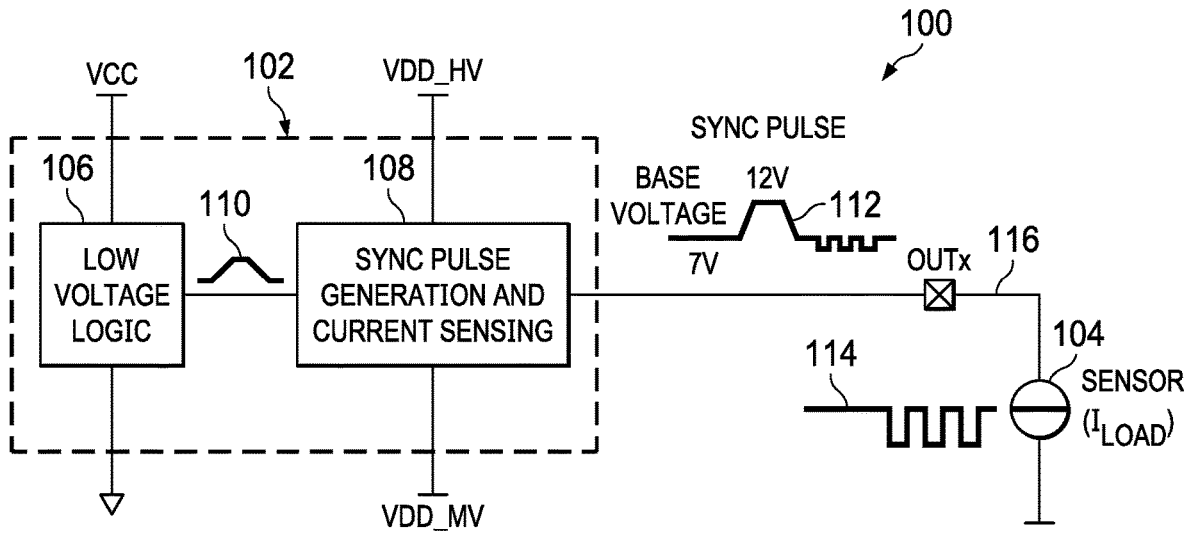 100
VCC
102
VDD_HV
SYNC PULSE
106
108
110
BASE
VOLTAGE
12V
112
7V
LOW
VOLTAGE
LOGIC
SYNC PULSE
GENERATION AND
CURRENT SENSING
OUTx
116
114
104
SENSOR
(I_LOAD)
VDD_MV